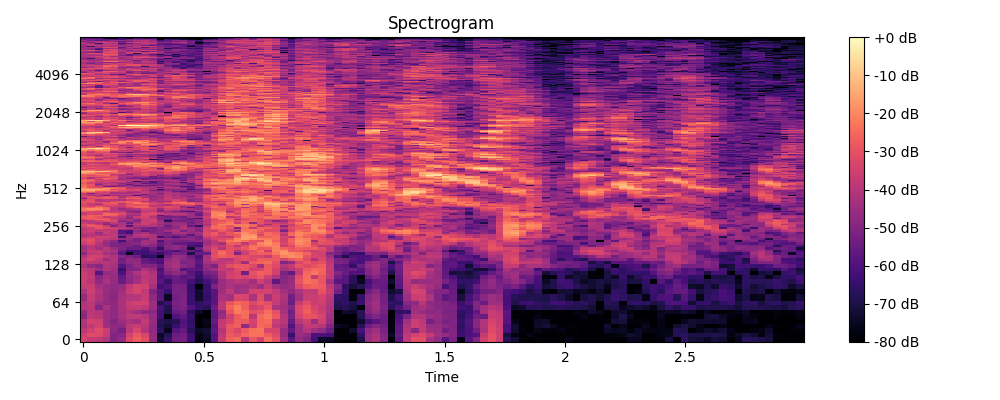 Spectrogram
Hz
4096
2048
1024
512
256
128
64
0
0
0.5
1
1.5
2
2.5
Time
+0 dB
-10 dB
-20 dB
-30 dB
-40 dB
-50 dB
-60 dB
-70 dB
-80 dB